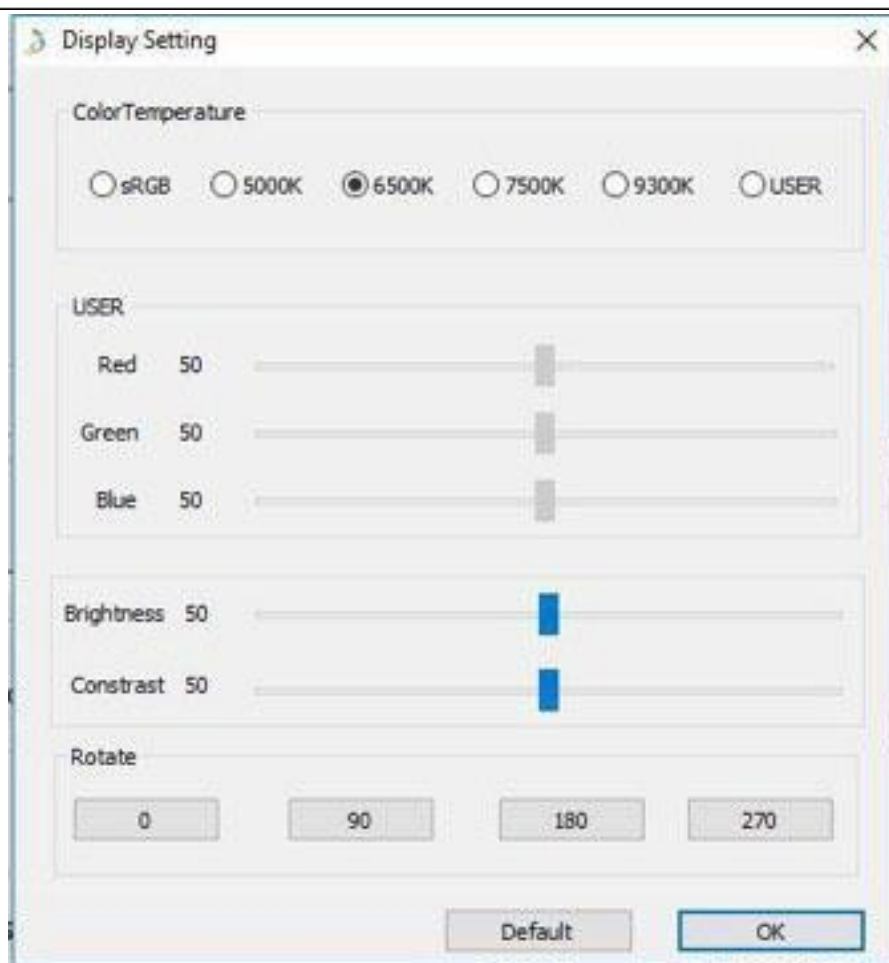 Display Setting
ColorTemperature
sRGB 5000K 6500K 7500K 9300K USER
USER
Red 50
Green 50
Blue 50
Brightness 50
Constrast 50
Rotate
0 90 180 270
Default OK